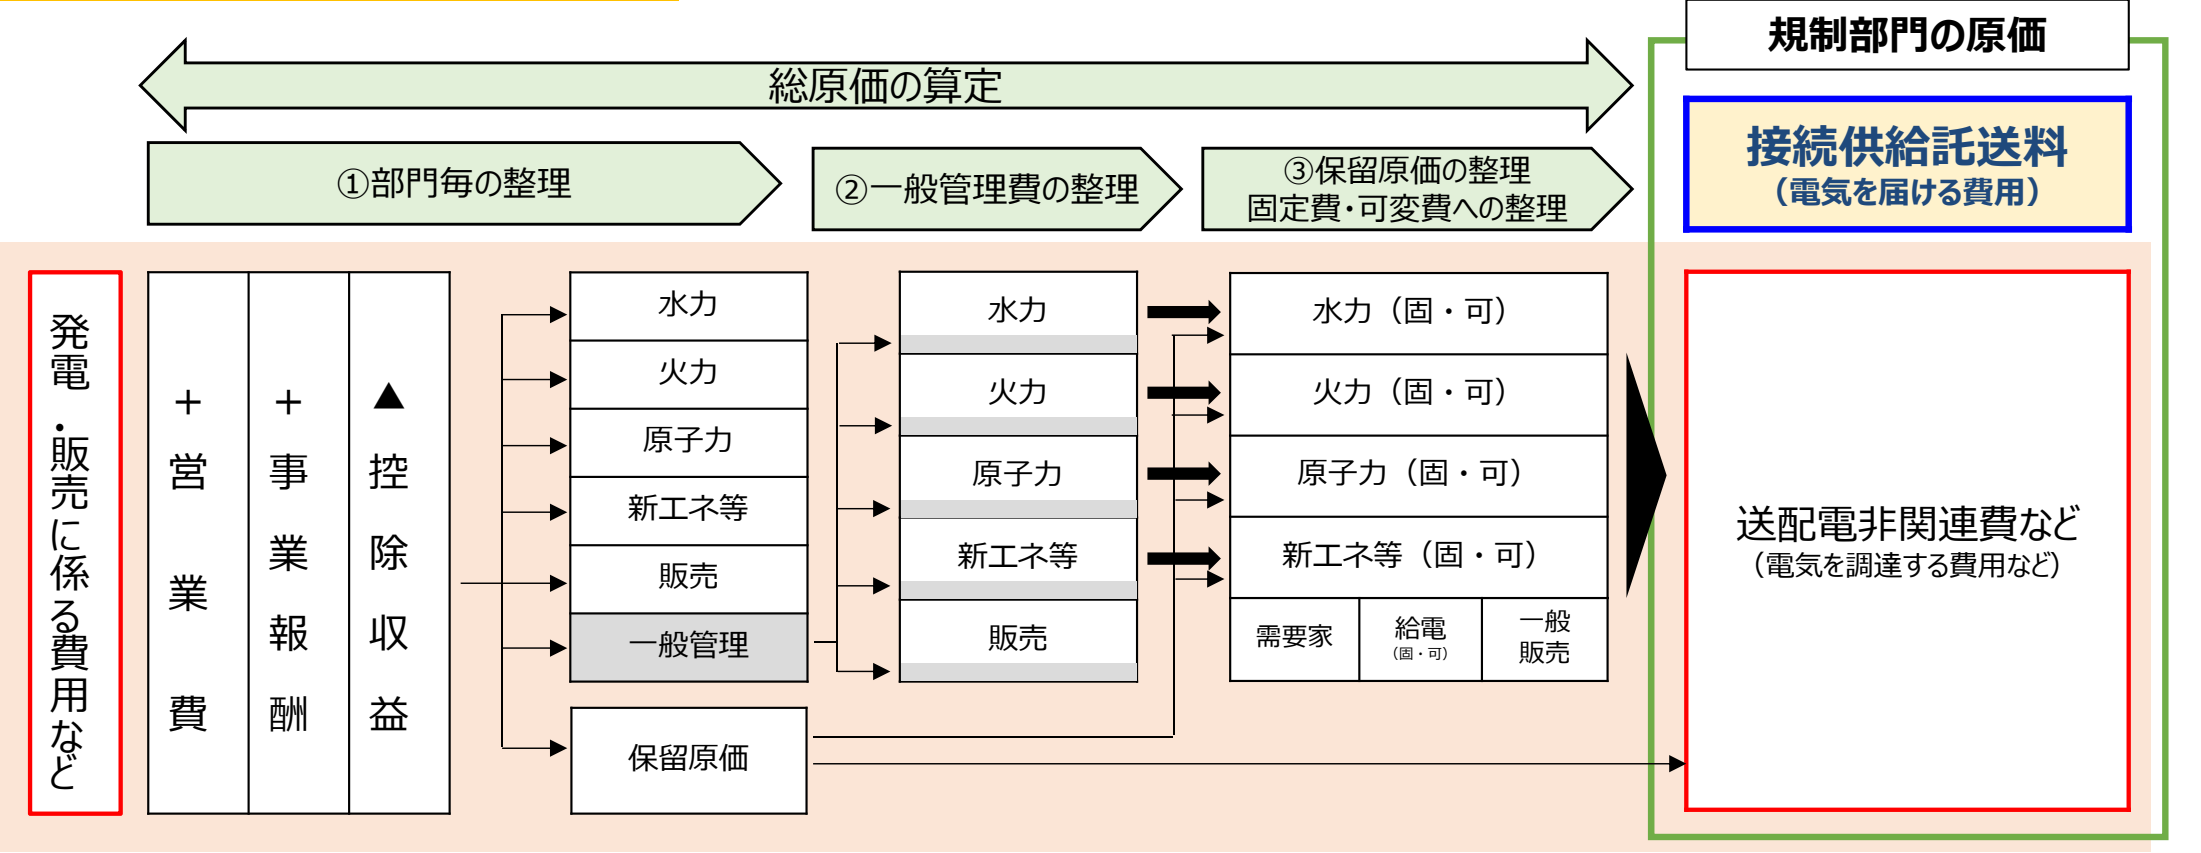 規制部門の原価
総原価の算定
接続供給託送料
（電気を届ける費用）
①部門毎の整理
②一般管理費の整理
③保留原価の整理
固定費・可変費への整理
発電・販売に係る費用など
＋営業費
＋事業報酬
▲控除収益
水力
火力
原子力
新エネ等
販売
一般管理
保留原価
水力
火力
原子力
新エネ等
販売
水力（固・可）
火力（固・可）
原子力（固・可）
新エネ等（固・可）
需要家
給電
（固・可）
一般
販売
送配電非関連費など
（電気を調達する費用など）